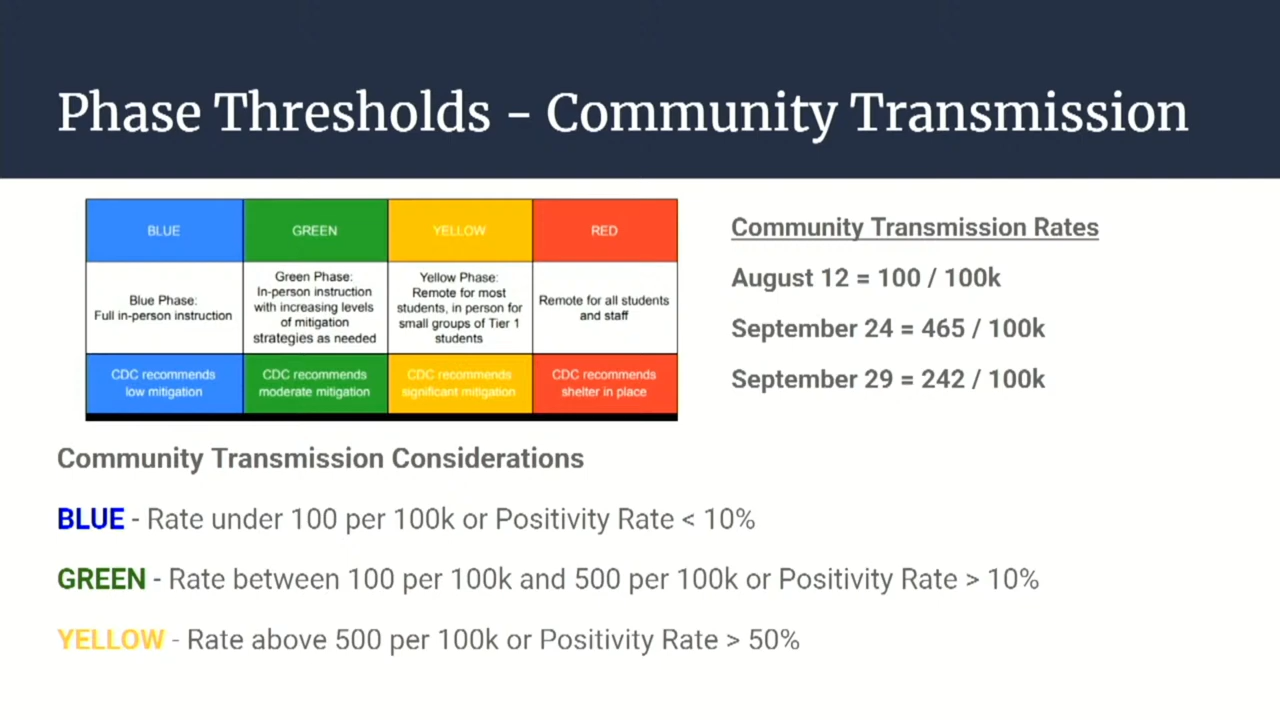 Phase Thresholds - Community Transmission
BLUE
GREEN
YELLOW
RED
Blue Phase:
Full in-person instruction
Green Phase:
In-person instruction
with increasing levels
of mitigation
strategies as needed
Yellow Phase:
Remote for most
students, in person for
small groups of Tier 1
students
Remote for all students
and staff
CDC recommends
low mitigation
CDC recommends
moderate mitigation
CDC recommends
significant mitigation
CDC recommends
shelter in place
Community Transmission Rates
August 12 = 100 / 100k
September 24 = 465 / 100k
September 29 = 242 / 100k
Community Transmission Considerations
BLUE - Rate under 100 per 100k or Positivity Rate < 10%
GREEN - Rate between 100 per 100k and 500 per 100k or Positivity Rate > 10%
YELLOW - Rate above 500 per 100k or Positivity Rate > 50%